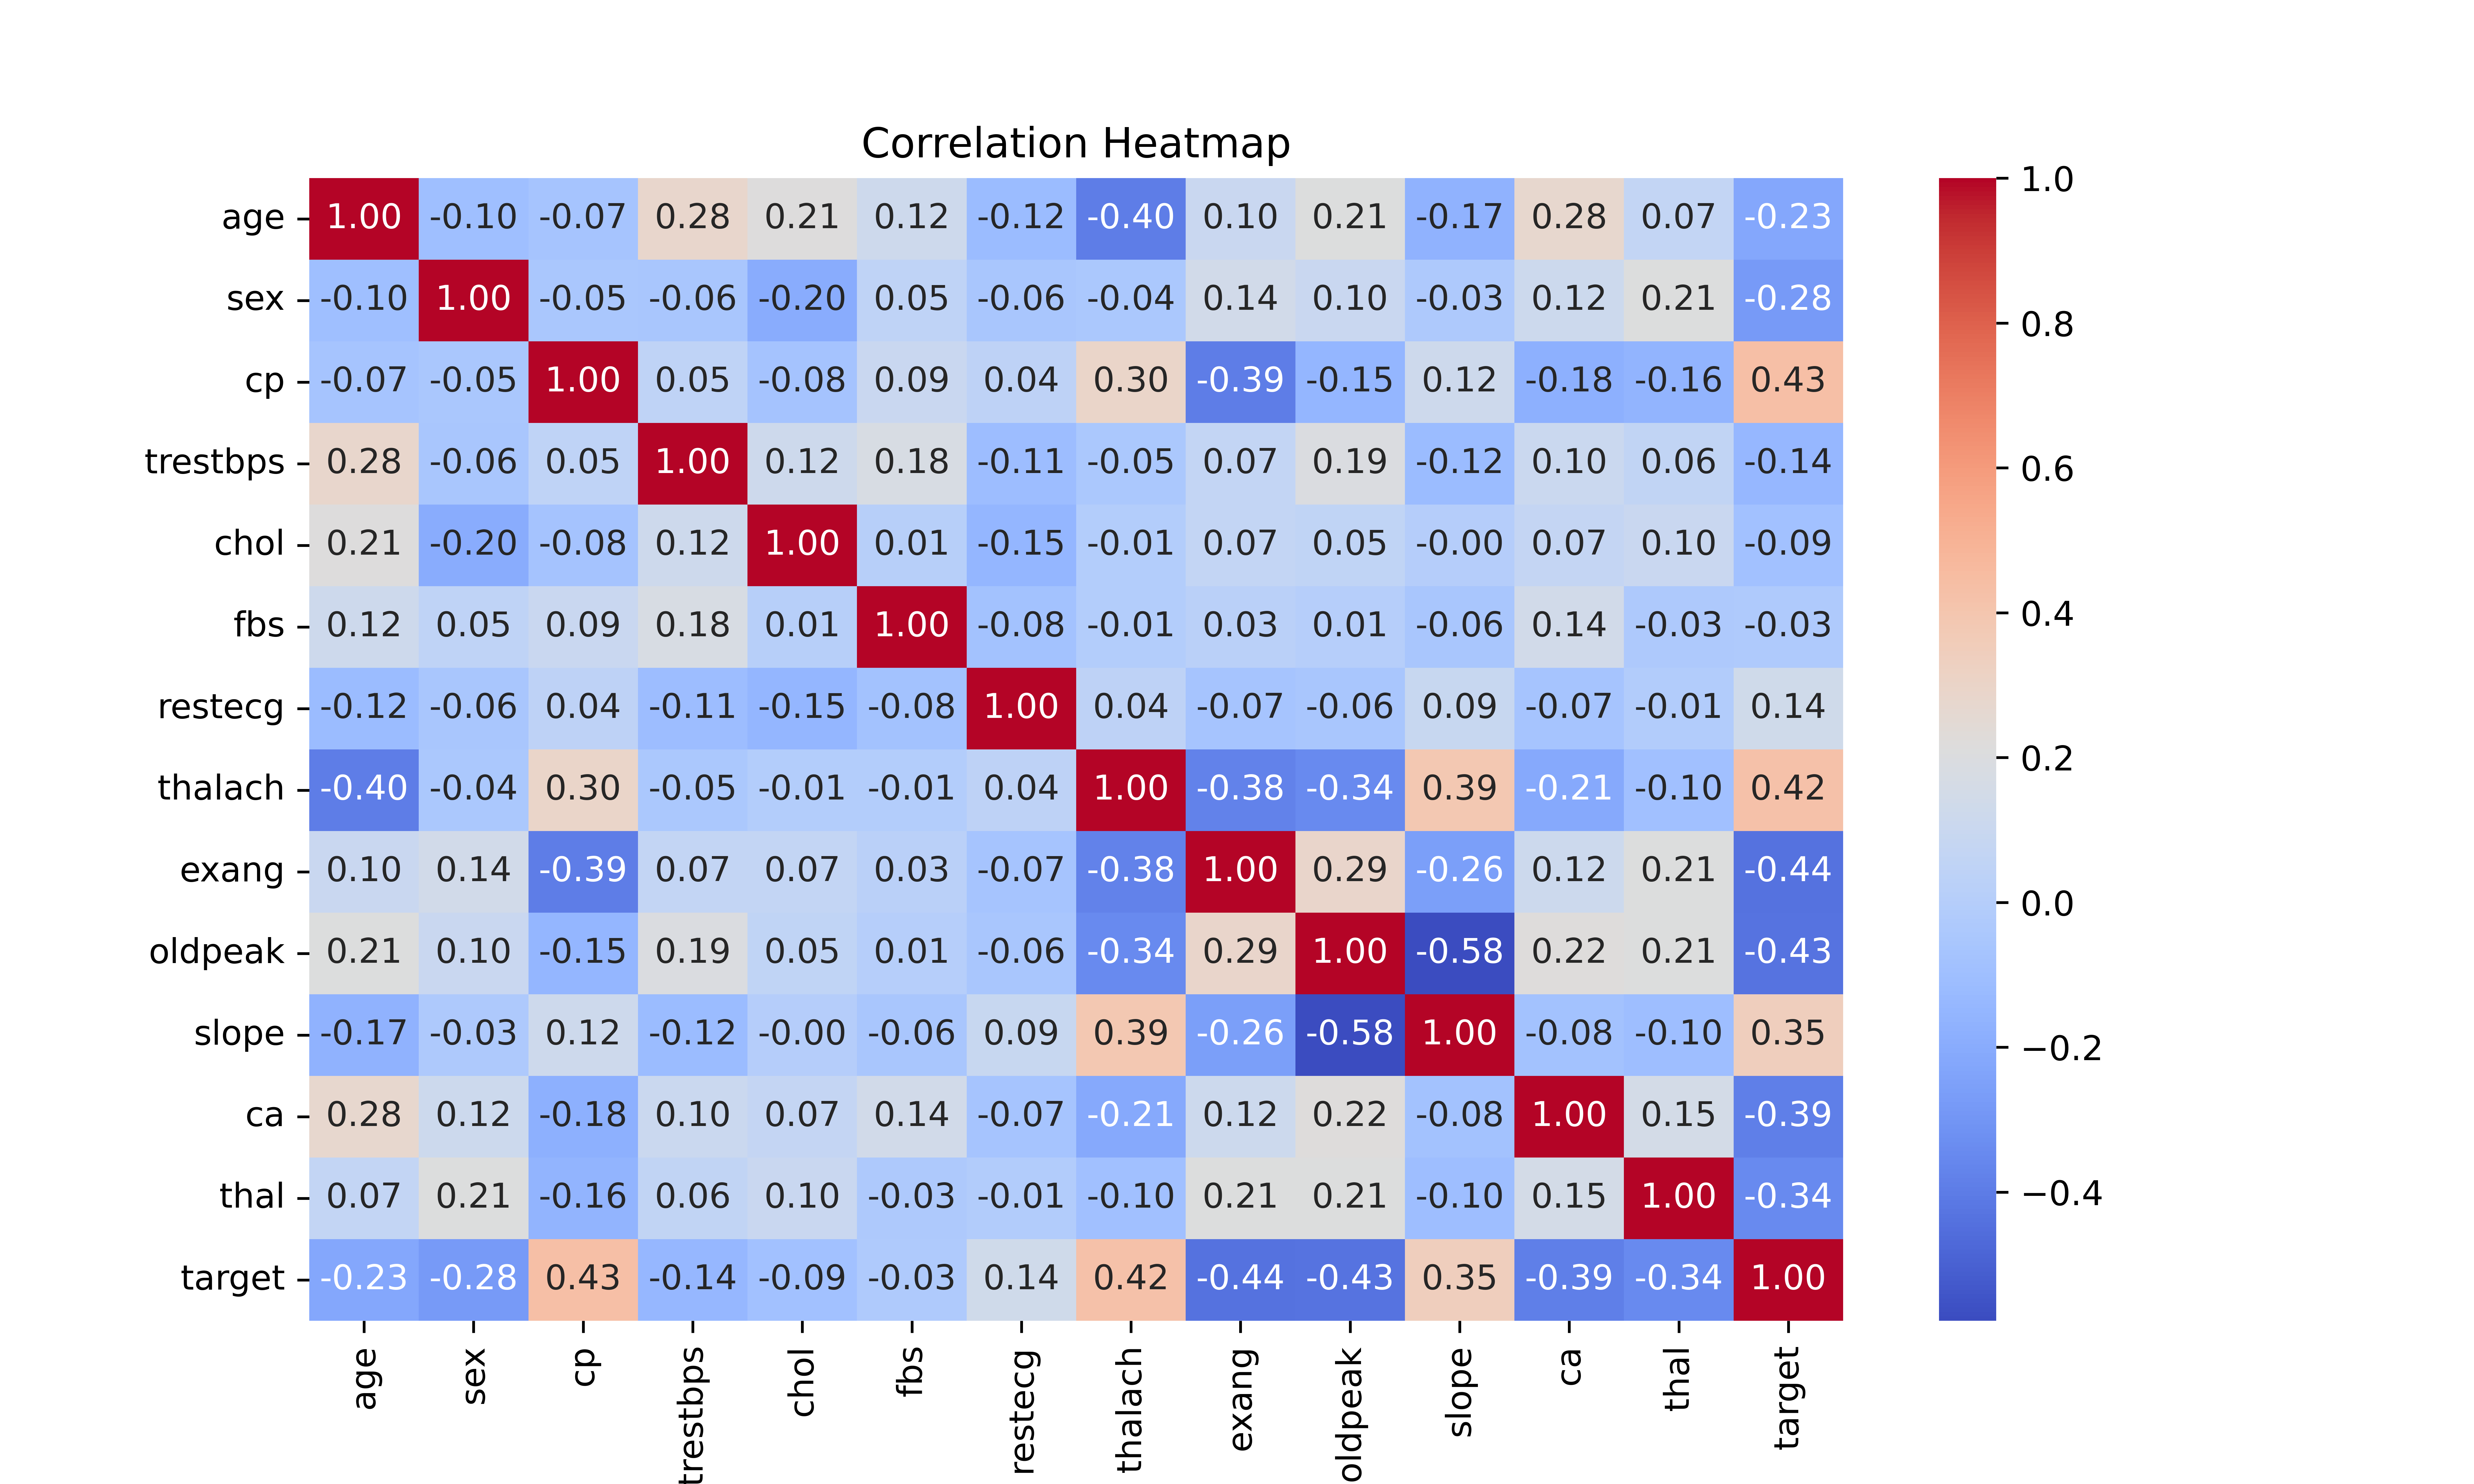 Correlation Heatmap
age 1.00 -0.10 -0.07 0.28 0.21 0.12 -0.12 -0.40 0.10 0.21 -0.17 0.28 0.07 -0.23
sex -0.10 1.00 -0.05 -0.06 -0.20 0.05 -0.06 -0.04 0.14 0.10 -0.03 0.12 0.21 -0.28
cp -0.07 -0.05 1.00 0.05 -0.08 0.09 0.04 0.30 -0.39 -0.15 0.12 -0.18 -0.16 0.43
trestbps 0.28 -0.06 0.05 1.00 0.12 0.18 -0.11 -0.05 0.07 0.19 -0.12 0.10 0.06 -0.14
chol 0.21 -0.20 -0.08 0.12 1.00 0.01 -0.15 -0.01 0.07 0.05 -0.00 0.07 0.10 -0.09
fbs 0.12 0.05 0.09 0.18 0.01 1.00 -0.08 -0.01 0.03 0.01 -0.06 0.14 -0.03 -0.03
restecg -0.12 -0.06 0.04 -0.11 -0.15 -0.08 1.00 0.04 -0.07 -0.06 0.09 -0.07 -0.01 0.14
thalach -0.40 -0.04 0.30 -0.05 -0.01 -0.01 0.04 1.00 -0.38 -0.34 0.39 -0.21 -0.10 0.42
exang 0.10 0.14 -0.39 0.07 0.07 0.03 -0.07 -0.38 1.00 0.29 -0.26 0.12 0.21 -0.44
oldpeak 0.21 0.10 -0.15 0.19 0.05 0.01 -0.06 -0.34 0.29 1.00 -0.58 0.22 0.21 -0.43
slope -0.17 -0.03 0.12 -0.12 -0.00 -0.06 0.09 0.39 -0.26 -0.58 1.00 -0.08 -0.10 0.35
ca 0.28 0.12 -0.18 0.10 0.07 0.14 -0.07 -0.21 0.12 0.22 -0.08 1.00 0.15 -0.39
thal 0.07 0.21 -0.16 0.06 0.10 -0.03 -0.01 -0.10 0.21 0.21 -0.10 0.15 1.00 -0.34
target -0.23 -0.28 0.43 -0.14 -0.09 -0.03 0.14 0.42 -0.44 -0.43 0.35 -0.39 -0.34 1.00
age sex cp trestbps chol fbs restecg thalach exang oldpeak slope ca thal target
1.0
0.8
0.6
0.4
0.2
0.0
−0.2
−0.4